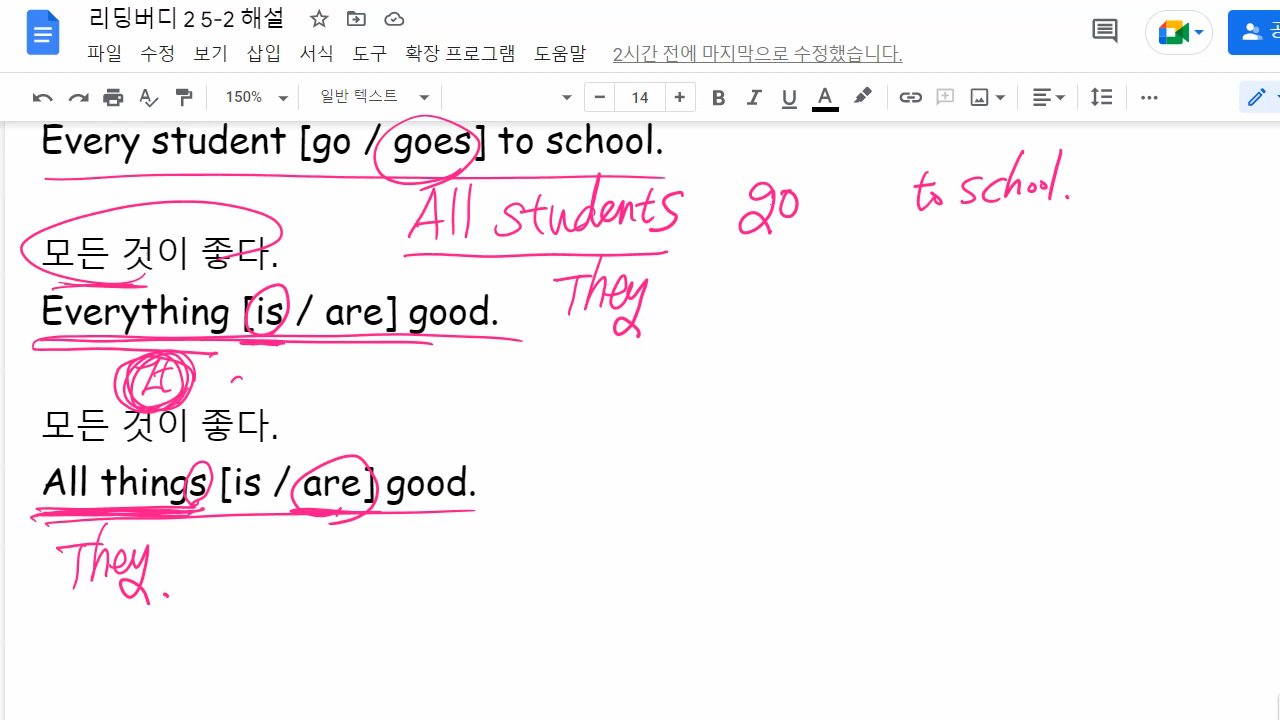 리딩버디 2 5-2 해설
파일 수정 보기 삽입 서식 도구 확장 프로그램 도움말 2시간 전에 마지막으로 수정했습니다.
150% 일반 텍스트 14 B I U A
Every student [go / goes] to school.
All students go to school.
They
모든 것이 좋다.
Everything [is / are] good.
It
모든 것이 좋다.
All things [is / are] good.
They.